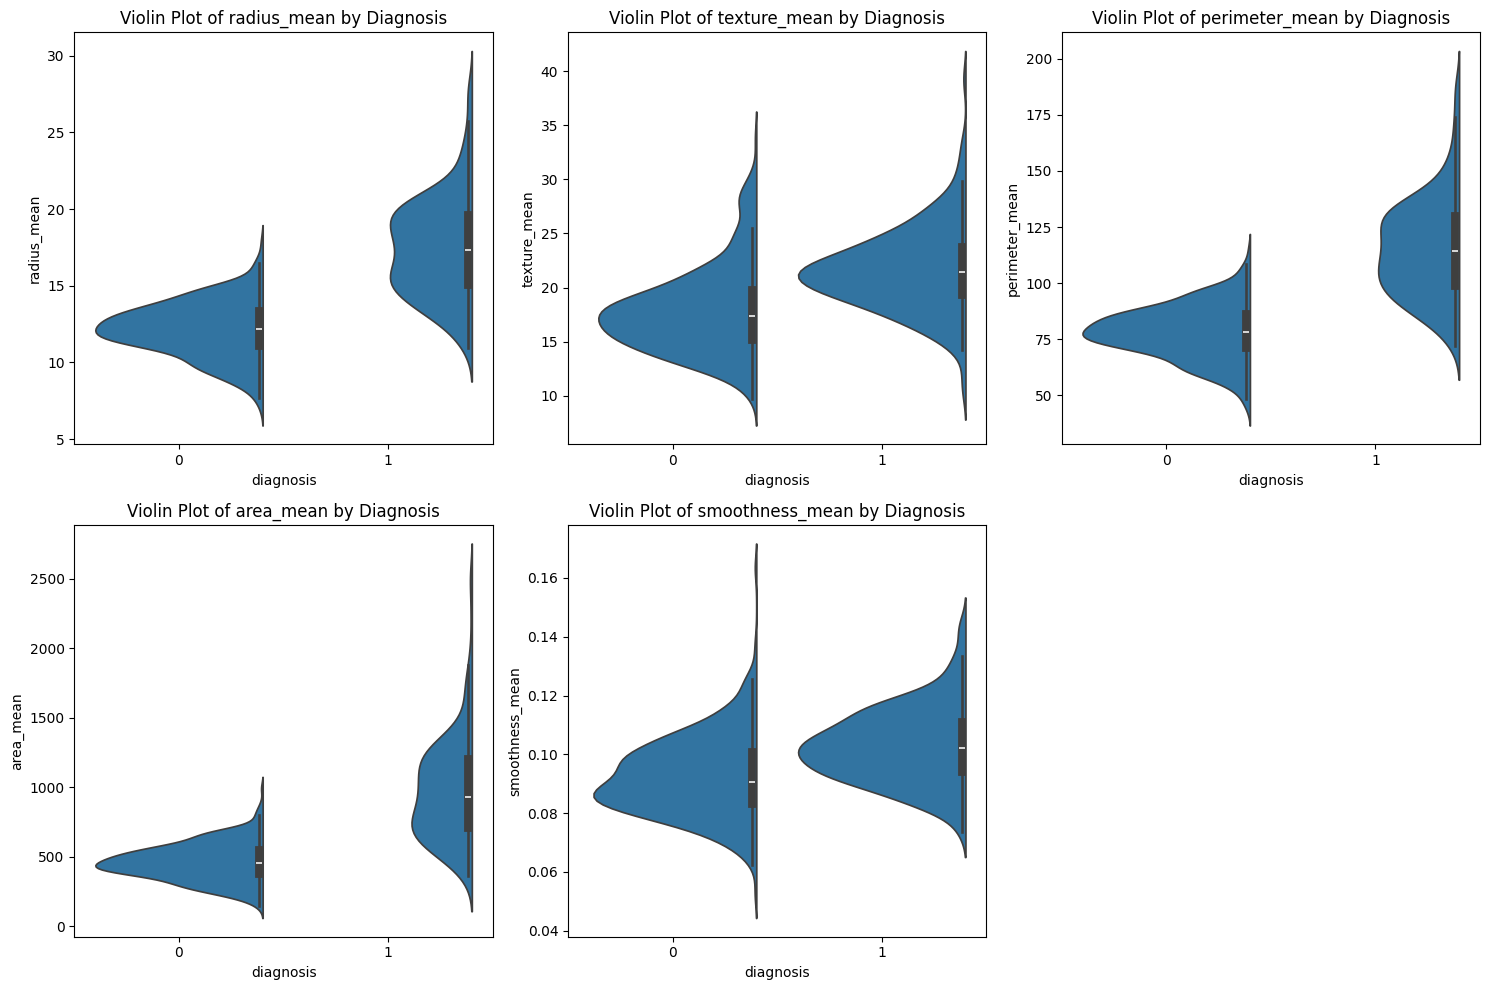 Violin Plot of radius_mean by Diagnosis
30
25
20
15
10
5
radius_mean
0 1
diagnosis
Violin Plot of texture_mean by Diagnosis
40
35
30
25
20
15
10
texture_mean
0 1
diagnosis
Violin Plot of perimeter_mean by Diagnosis
200
175
150
125
100
75
50
perimeter_mean
0 1
diagnosis
Violin Plot of area_mean by Diagnosis
2500
2000
1500
1000
500
0
area_mean
0 1
diagnosis
Violin Plot of smoothness_mean by Diagnosis
0.16
0.14
0.12
0.10
0.08
0.06
0.04
smoothness_mean
0 1
diagnosis